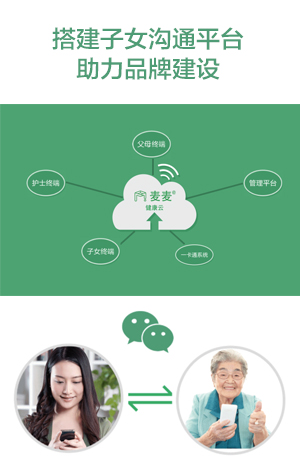 搭建子女沟通平台
助力品牌建设
父母终端
护士终端
管理平台
麦麦®
健康云
子女终端
一卡通系统